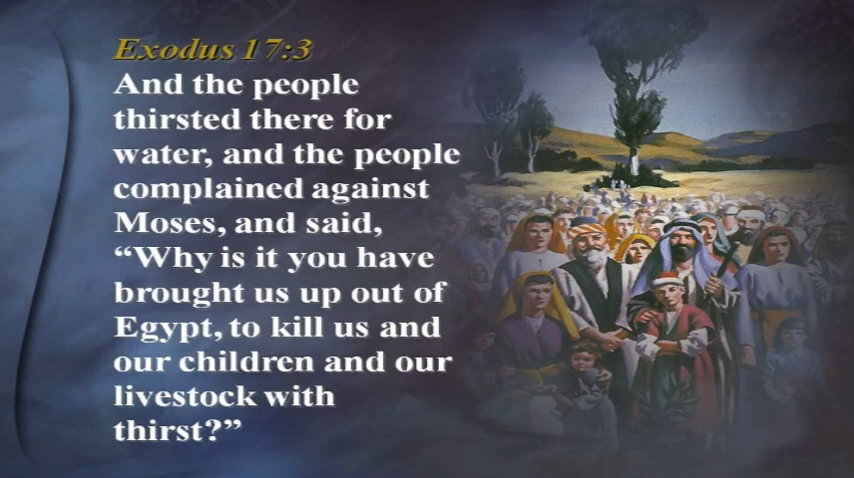 Exodus 17:3
And the people
thirsted there for
water, and the people
complained against
Moses, and said,
“Why is it you have
brought us up out of
Egypt, to kill us and
our children and our
livestock with
thirst?”